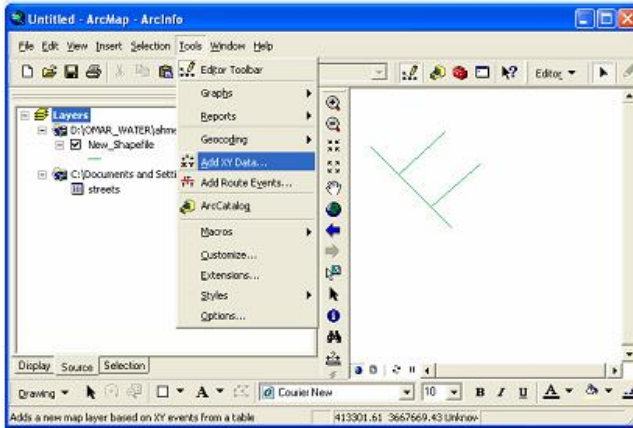 Untitled - ArcMap - ArcInfo
File Edit View Insert Selection Tools Window Help
Editor
Editor Toolbar
Graphs
Reports
Geocoding
Add XY Data...
Add Route Events...
ArcCatalog
Macros
Customize...
Extensions...
Styles
Options...
Layers
D:\OMAR_WATER\ahme
New_Shapefile
C:\Documents and Setti
streets
Display Source Selection
Drawing A Courier New 10 B I U A
Adds a new map layer based on XY events from a table 413301.61 3667669.43 Unknow